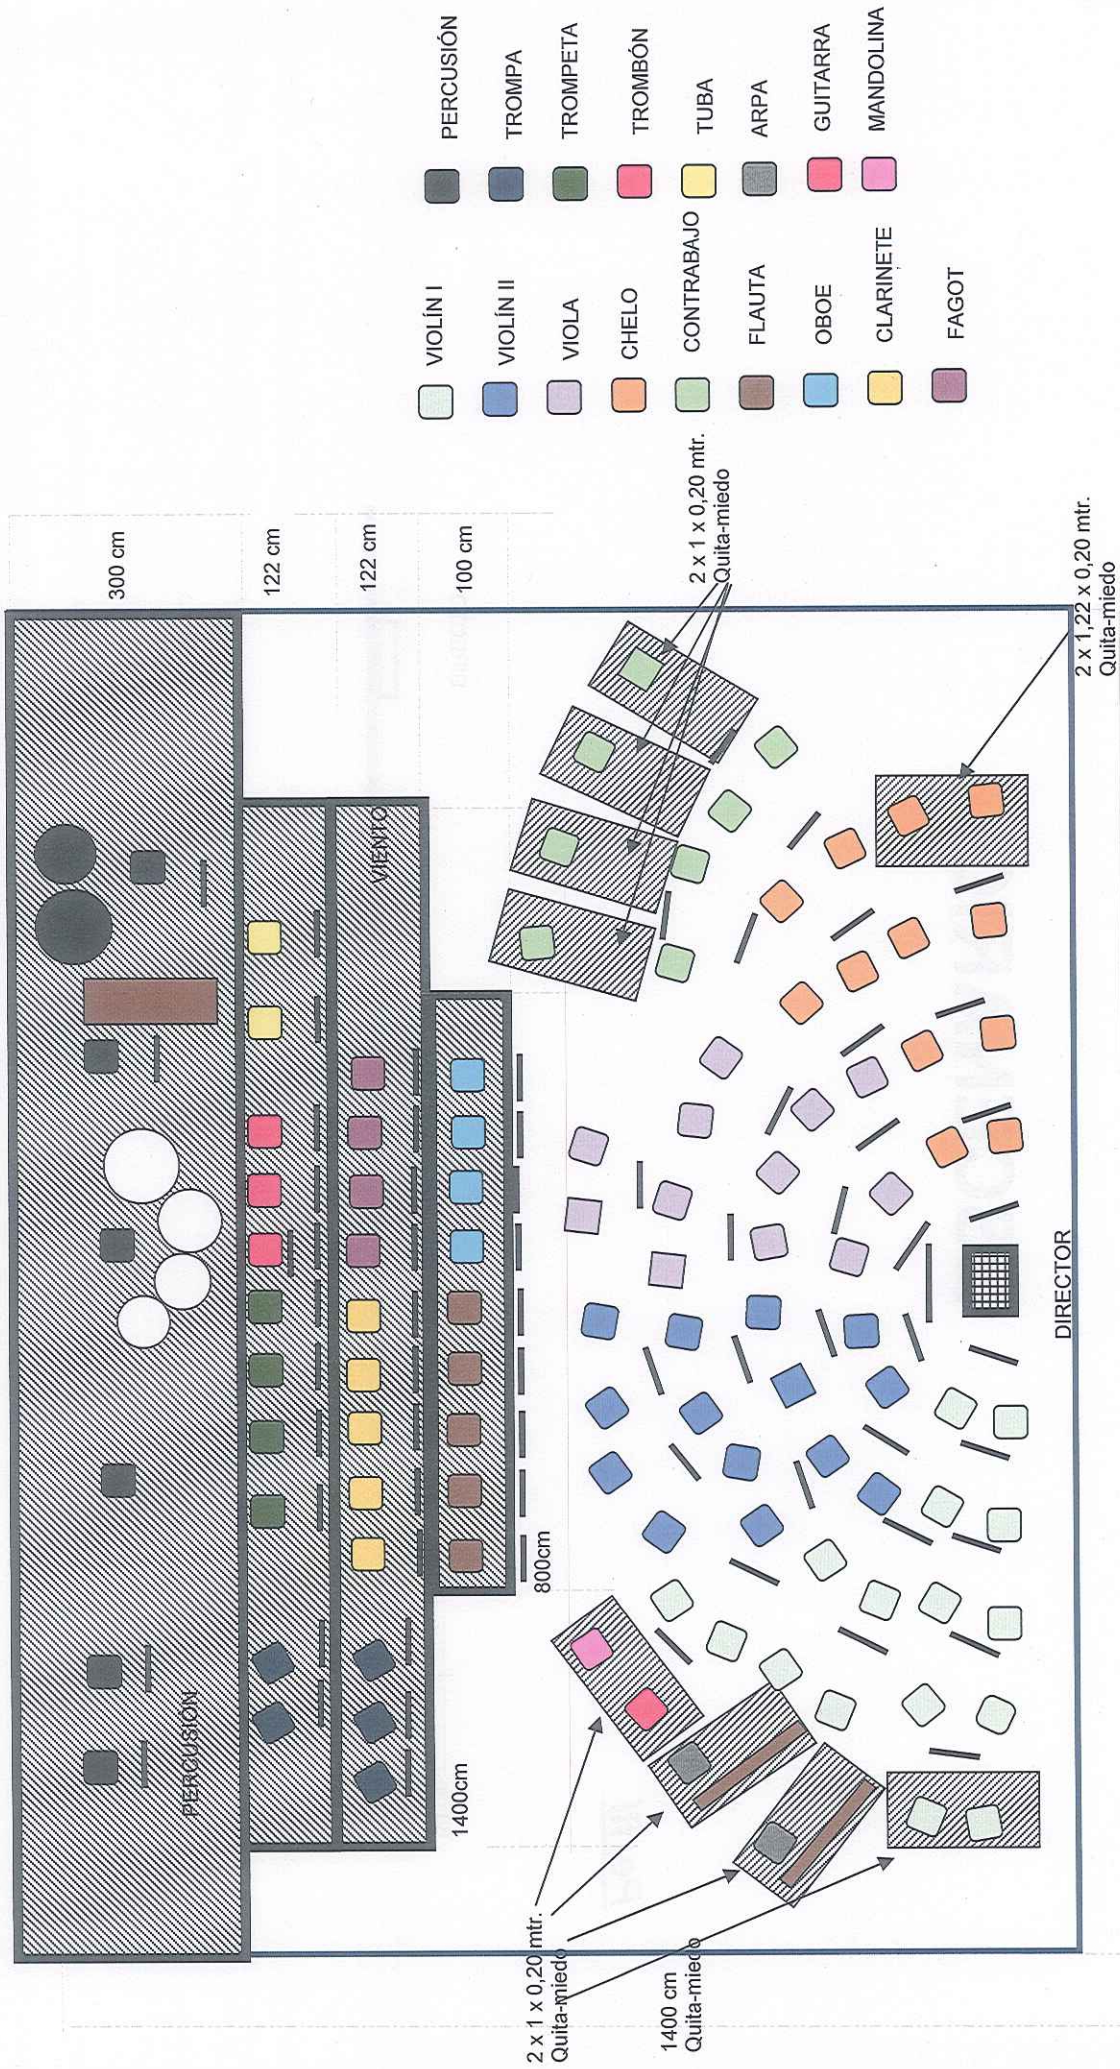 PERCUSIÓN
VIENTO
300 cm
122 cm
122 cm
100 cm
800cm
1400cm
2 x 1 x 0,20 mtr.
Quita-miedo
1400 cm
Quita-miedo
2 x 1 x 0,20 mtr.
Quita-miedo
2 x 1,22 x 0,20 mtr.
Quita-miedo
DIRECTOR
VIOLÍN I
VIOLÍN II
VIOLA
CHELO
CONTRABAJO
FLAUTA
OBOE
CLARINETE
FAGOT
PERCUSIÓN
TROMPA
TROMPETA
TROMBÓN
TUBA
ARPA
GUITARRA
MANDOLINA